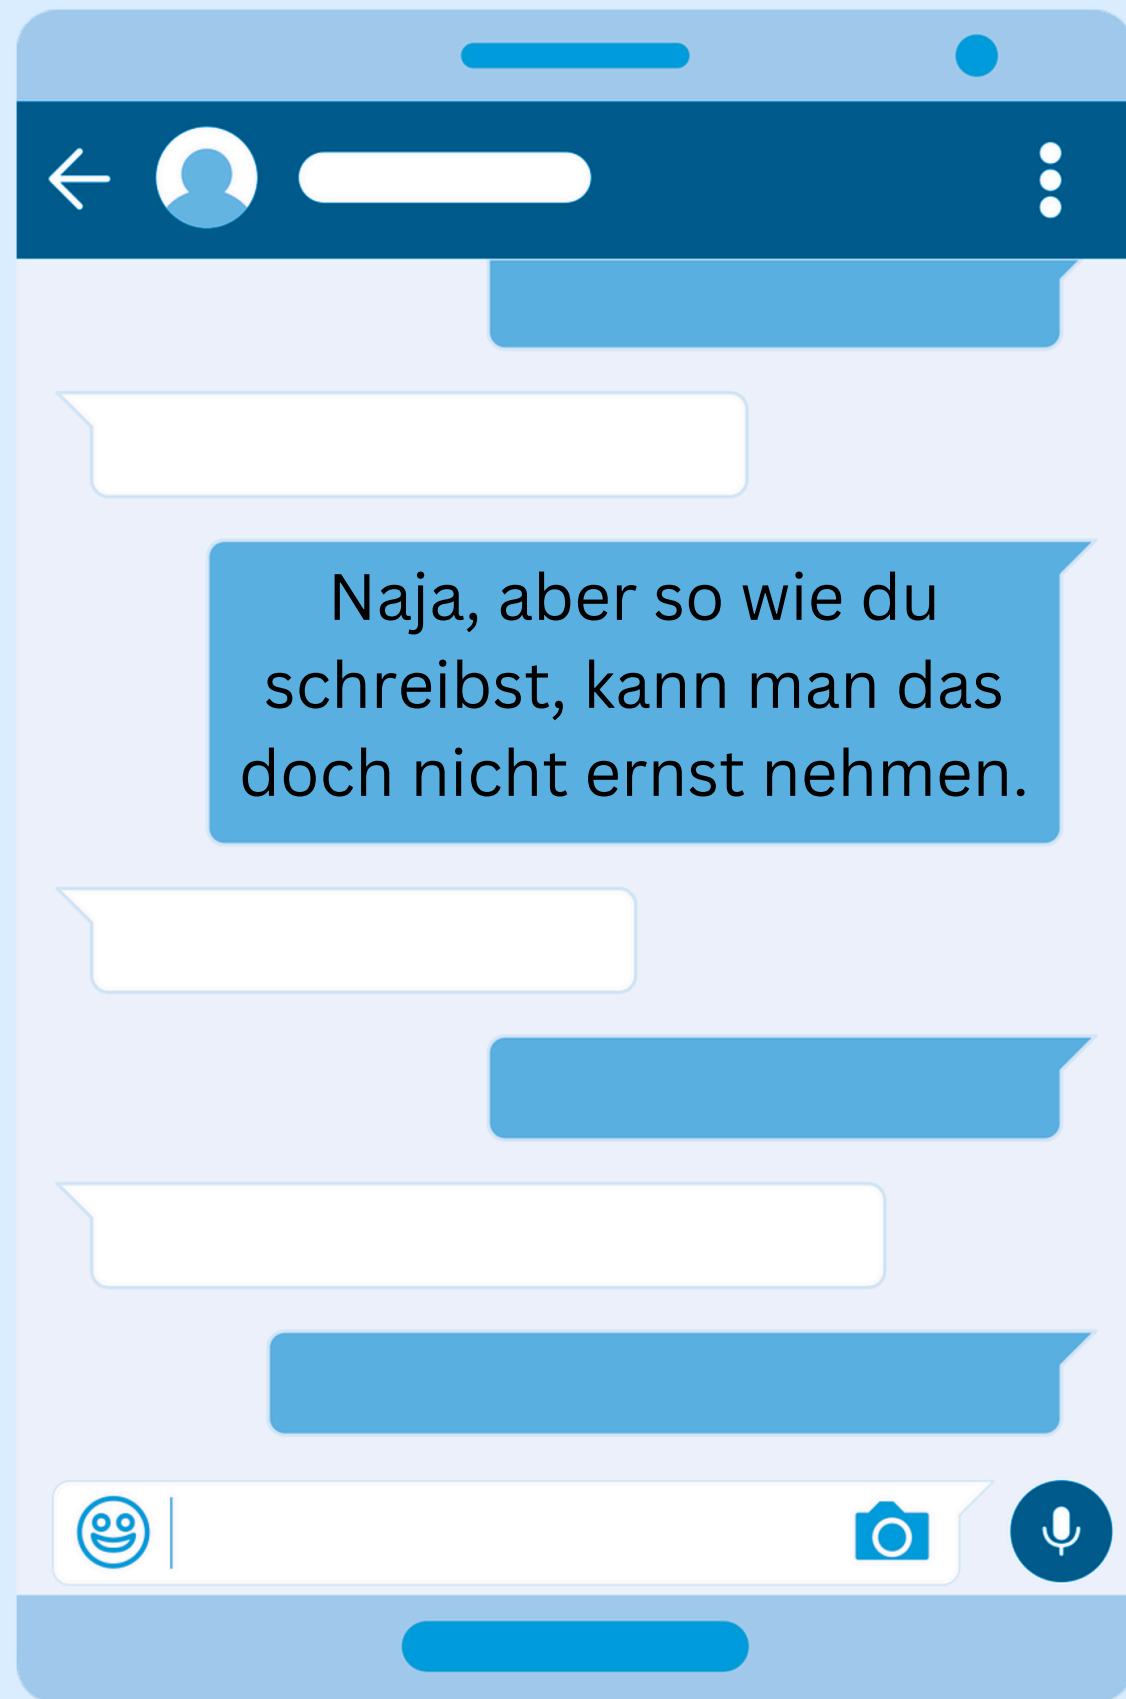 Naja, aber so wie du
schreibst, kann man das
doch nicht ernst nehmen.